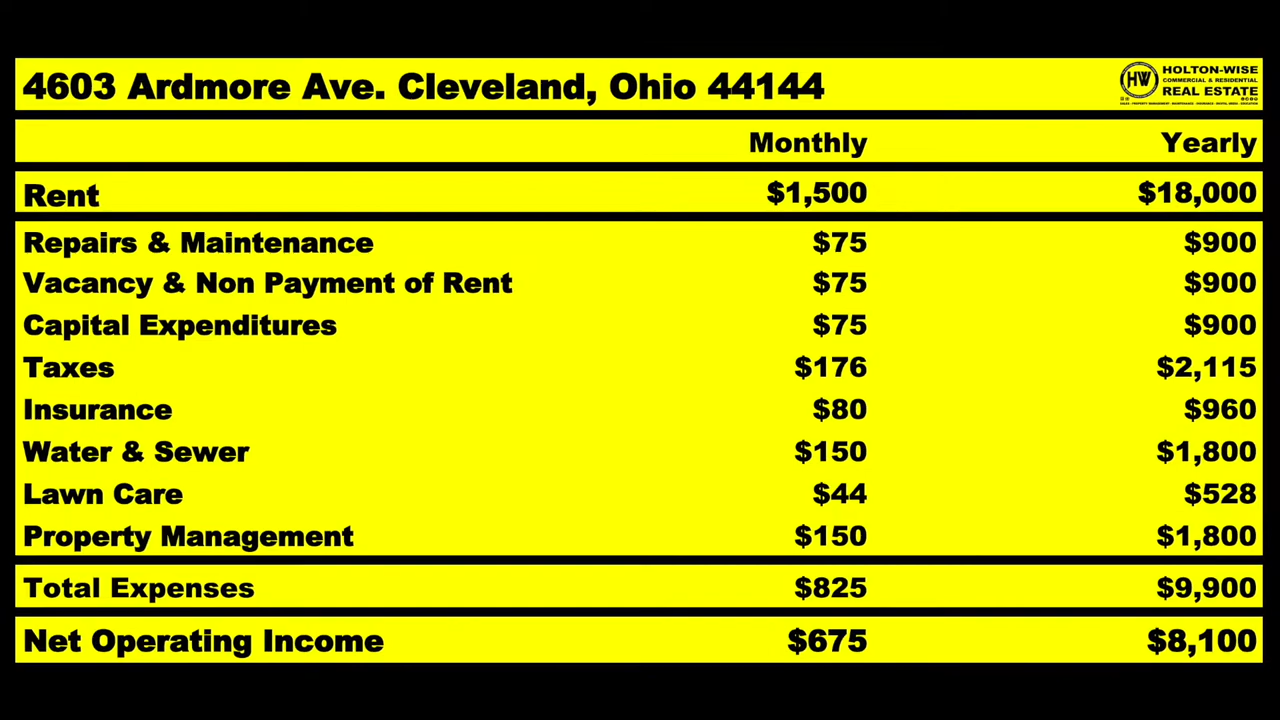 4603 Ardmore Ave. Cleveland, Ohio 44144
HW
HOLTON-WISE
COMMERCIAL & RESIDENTIAL
REAL ESTATE
Monthly Yearly
Rent $1,500 $18,000
Repairs & Maintenance $75 $900
Vacancy & Non Payment of Rent $75 $900
Capital Expenditures $75 $900
Taxes $176 $2,115
Insurance $80 $960
Water & Sewer $150 $1,800
Lawn Care $44 $528
Property Management $150 $1,800
Total Expenses $825 $9,900
Net Operating Income $675 $8,100